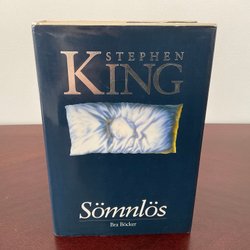 STEPHEN
KING
Sömnlös
Bra Böcker